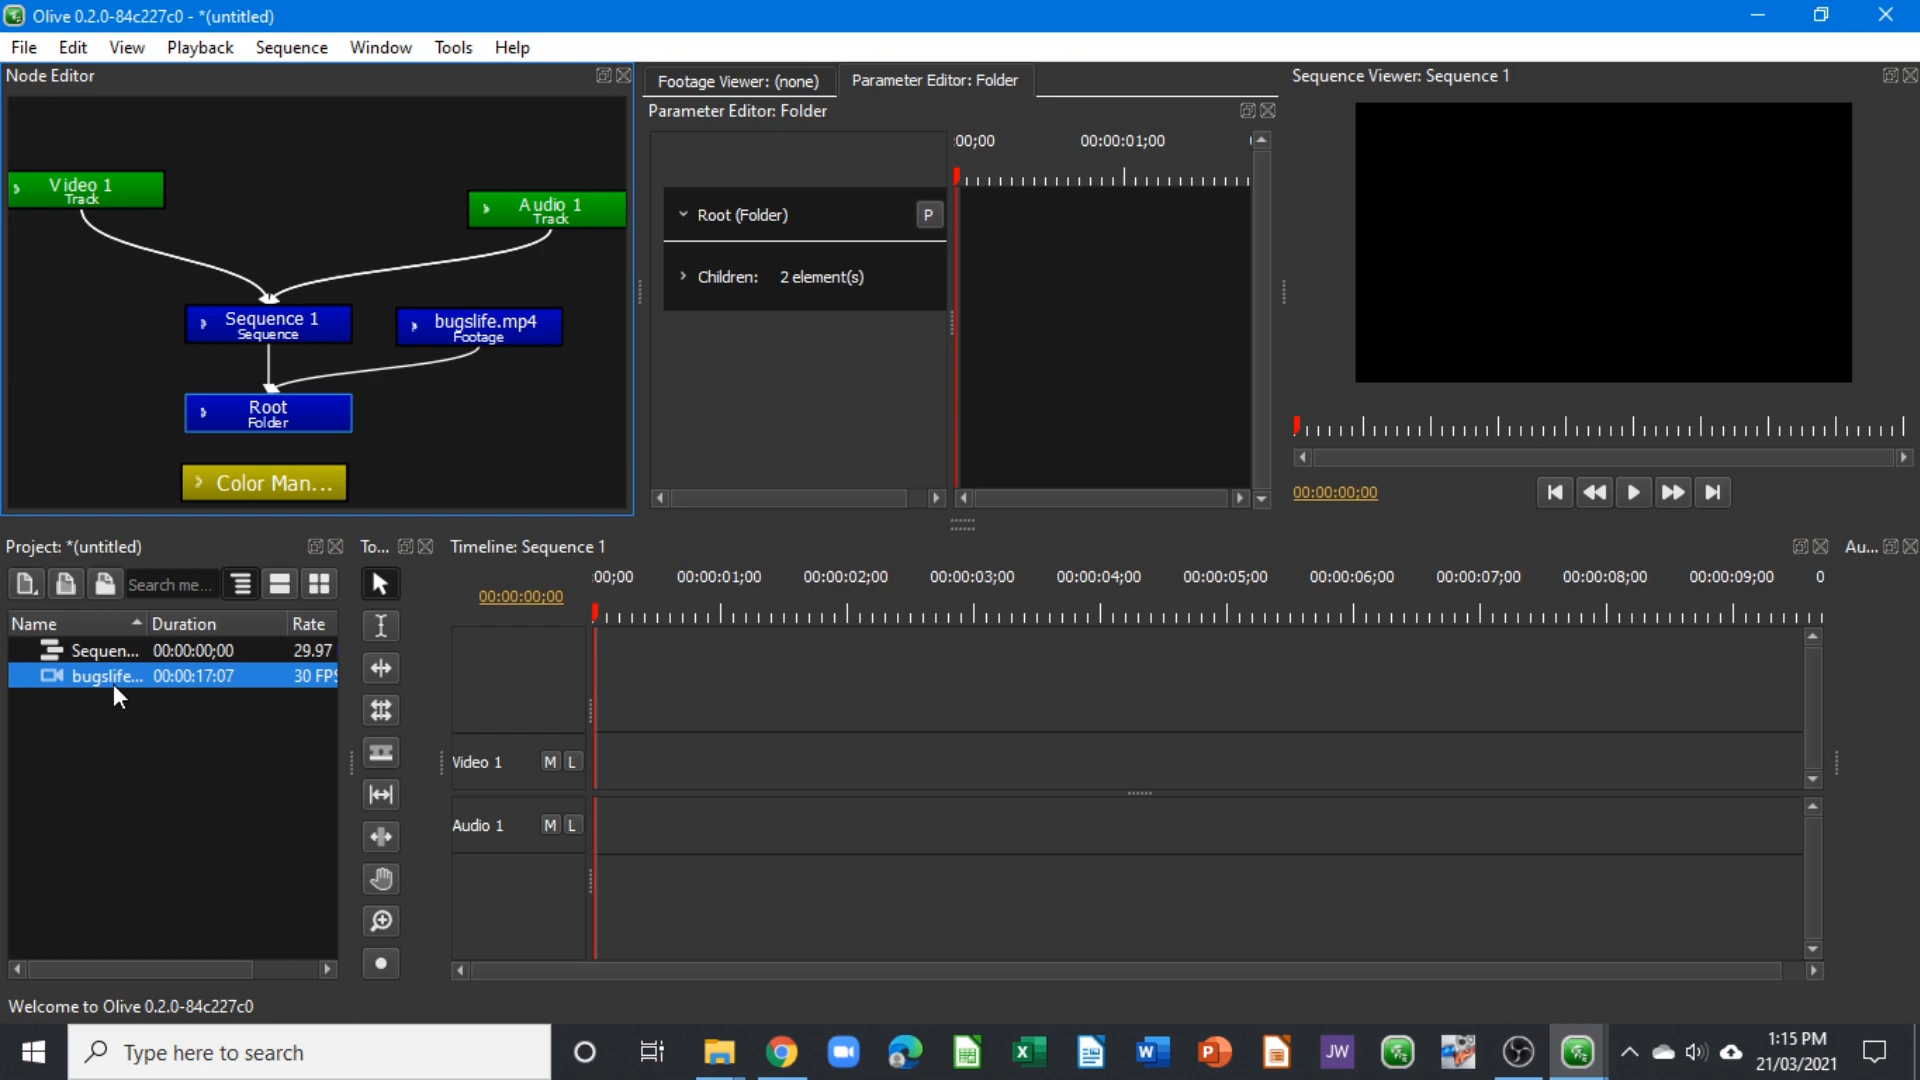 Olive 0.2.0-84c227c0 - *(untitled)
File Edit View Playback Sequence Window Tools Help
Node Editor
Video 1
Track
Audio 1
Track
Sequence 1
Sequence
bugslife.mp4
Footage
Root
Folder
Color Man...
Footage Viewer: (none) Parameter Editor: Folder
Parameter Editor: Folder
:00;00 00:00:01;00
Root (Folder) P
Children: 2 element(s)
Sequence Viewer: Sequence 1
00:00:00;00
Project: *(untitled)
Search me...
Name Duration Rate
Sequen... 00:00:00;00 29.97
bugslife... 00:00:17:07 30 FPS
To...
Timeline: Sequence 1
00:00:00;00
:00;00 00:00:01;00 00:00:02;00 00:00:03;00 00:00:04;00 00:00:05;00 00:00:06;00 00:00:07;00 00:00:08;00 00:00:09;00 0
Video 1 M L
Audio 1 M L
Au...
Welcome to Olive 0.2.0-84c227c0
Type here to search
X
W
P
JW
1:15 PM
21/03/2021